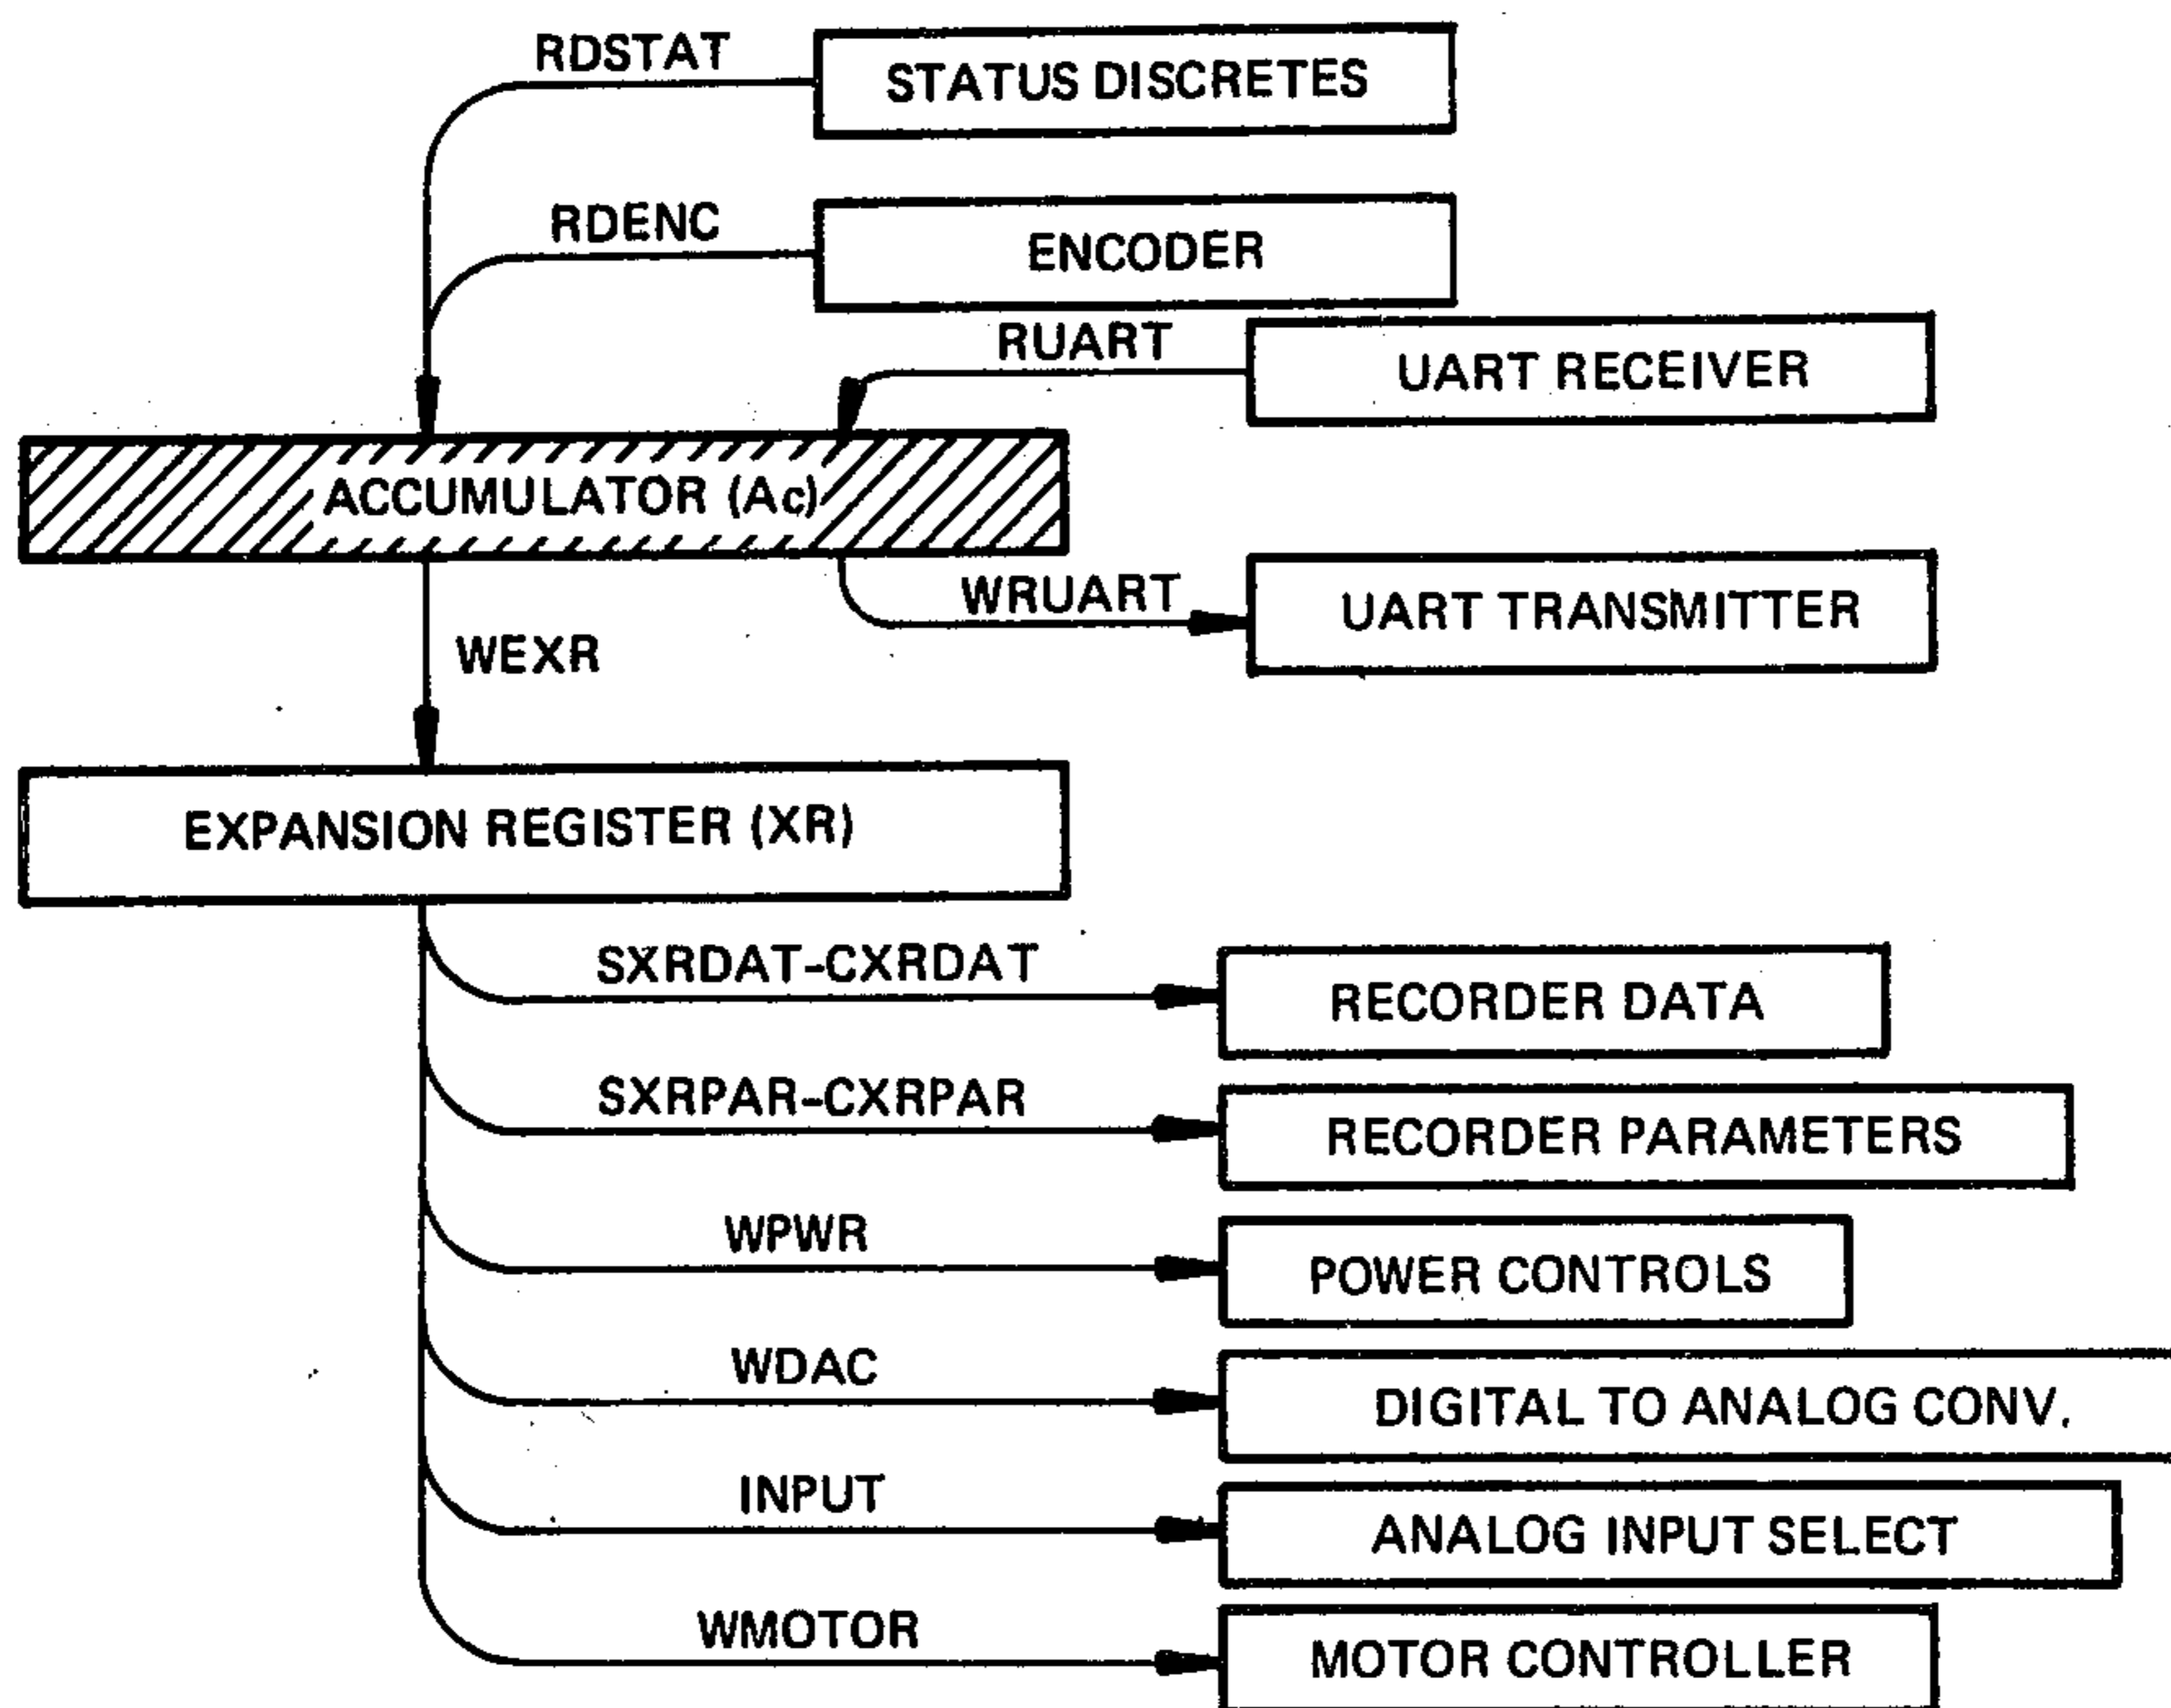 RDSTAT
STATUS DISCRETES
RDENC
ENCODER
RUART
UART RECEIVER
ACCUMULATOR (Ac)
WRUART
UART TRANSMITTER
WEXR
EXPANSION REGISTER (XR)
SXRDAT-CXRDAT
RECORDER DATA
SXRPAR-CXRPAR
RECORDER PARAMETERS
WPWR
POWER CONTROLS
WDAC
DIGITAL TO ANALOG CONV.
INPUT
ANALOG INPUT SELECT
WMOTOR
MOTOR CONTROLLER